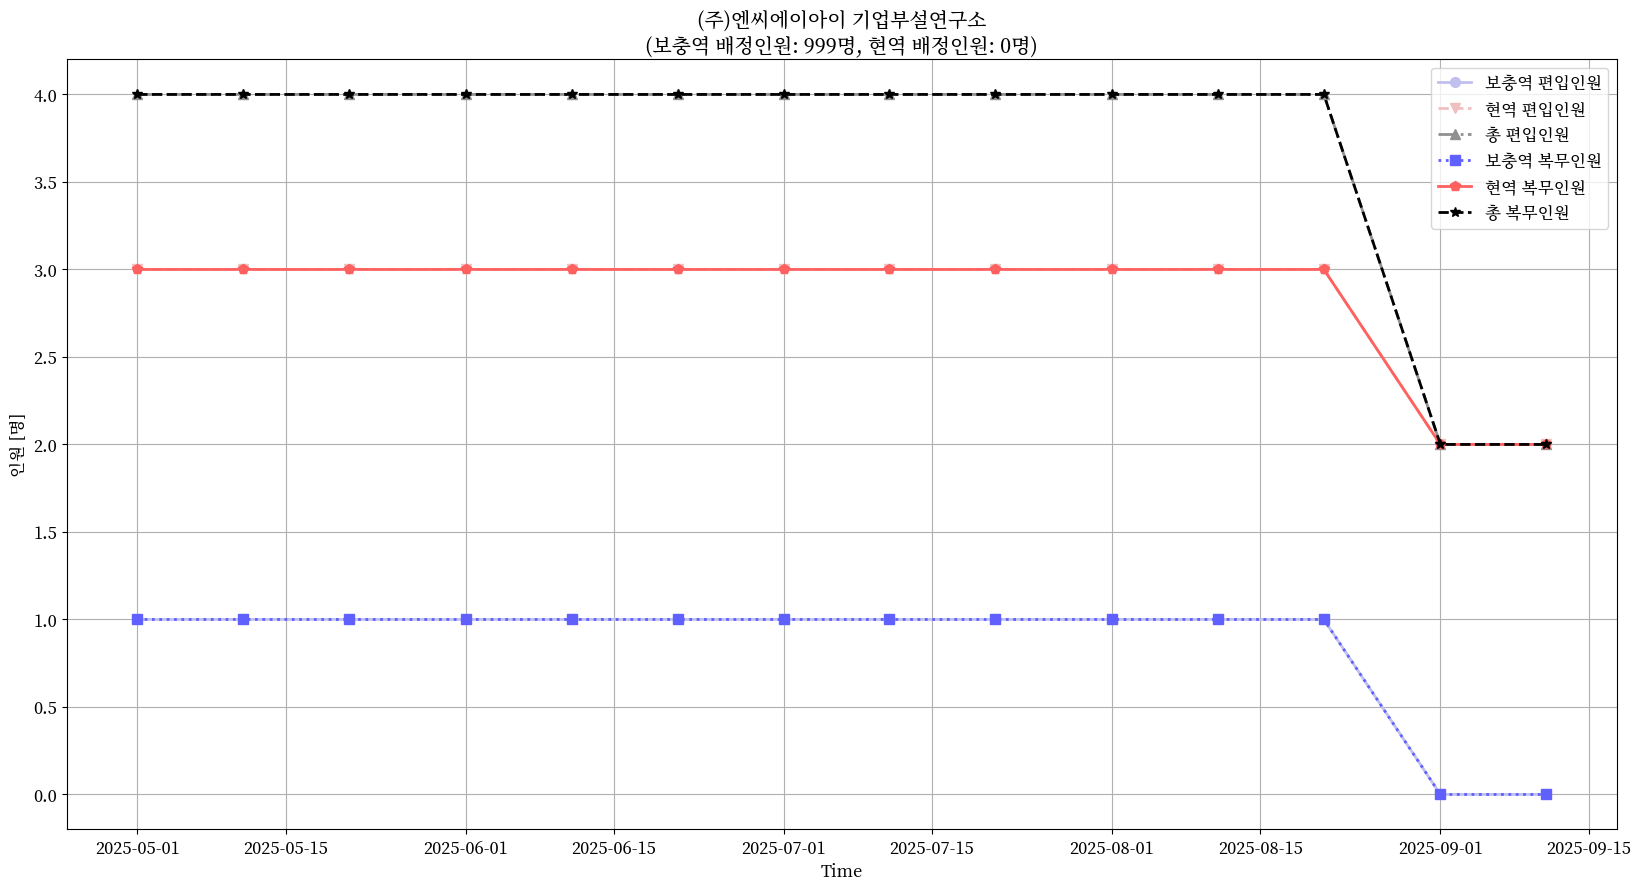 (주)엔씨에이아이 기업부설연구소
(보충역 배정인원: 999명, 현역 배정인원: 0명)
보충역 편입인원
현역 편입인원
총 편입인원
보충역 복무인원
현역 복무인원
총 복무인원
인원 [명]
4.0
3.5
3.0
2.5
2.0
1.5
1.0
0.5
0.0
2025-05-01 2025-05-15 2025-06-01 2025-06-15 2025-07-01 2025-07-15 2025-08-01 2025-08-15 2025-09-01 2025-09-15
Time